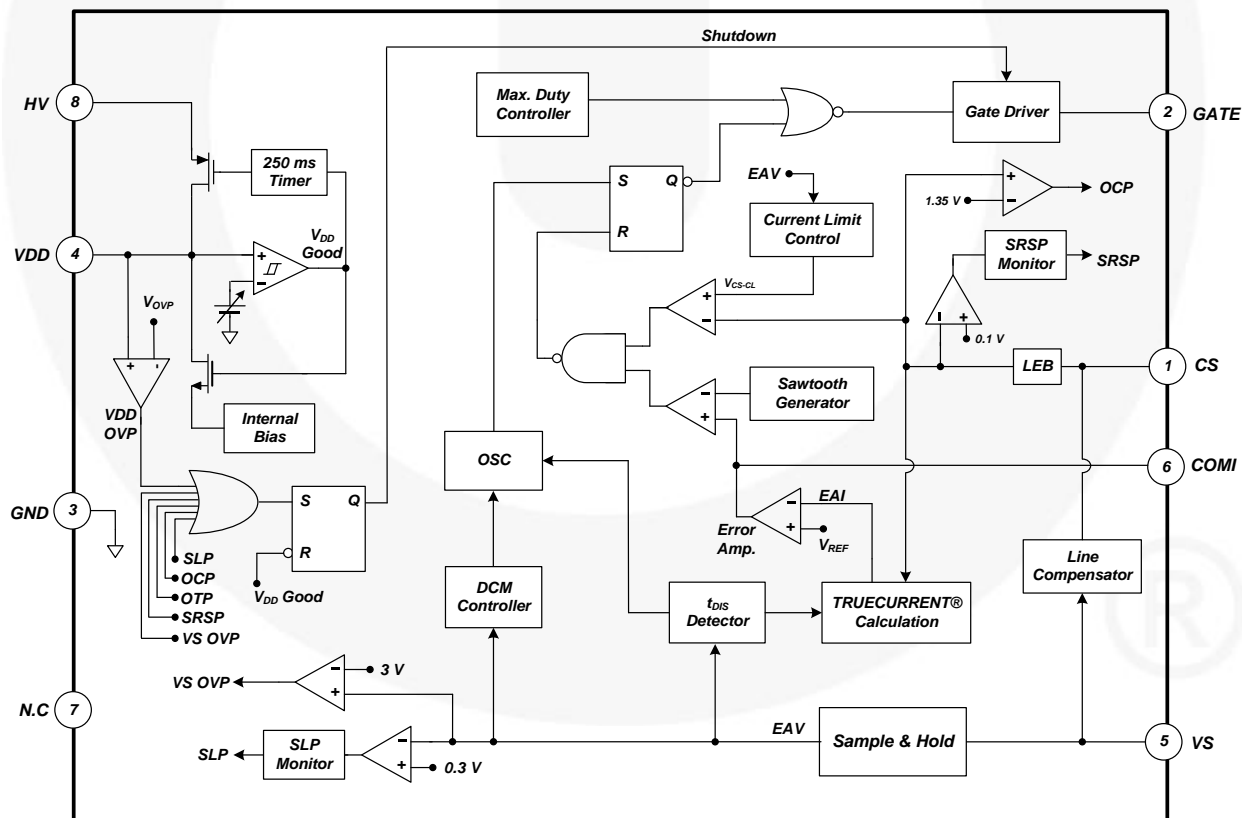 Shutdown
HV
8
Max. Duty
Controller
Gate Driver
2
GATE
250 ms
Timer
S
Q
R
EAV
Current Limit
Control
+
-
1.35 V
OCP
VDD
4
VDD
Good
+
-
SRSP
Monitor
SRSP
VOVP
+
-
VDD
OVP
VCS-CL
+
-
-
+
0.1 V
LEB
1
CS
Internal
Bias
-
+
Sawtooth
Generator
OSC
6
COMI
GND
3
S
Q
R
VDD Good
SLP
OCP
OTP
SRSP
VS OVP
Error
Amp.
-
+
EAI
VREF
Line
Compensator
DCM
Controller
tDIS
Detector
TRUECURRENT®
Calculation
VS OVP
-
+
3 V
N.C
7
SLP
SLP
Monitor
-
+
0.3 V
EAV
Sample & Hold
5
VS
®